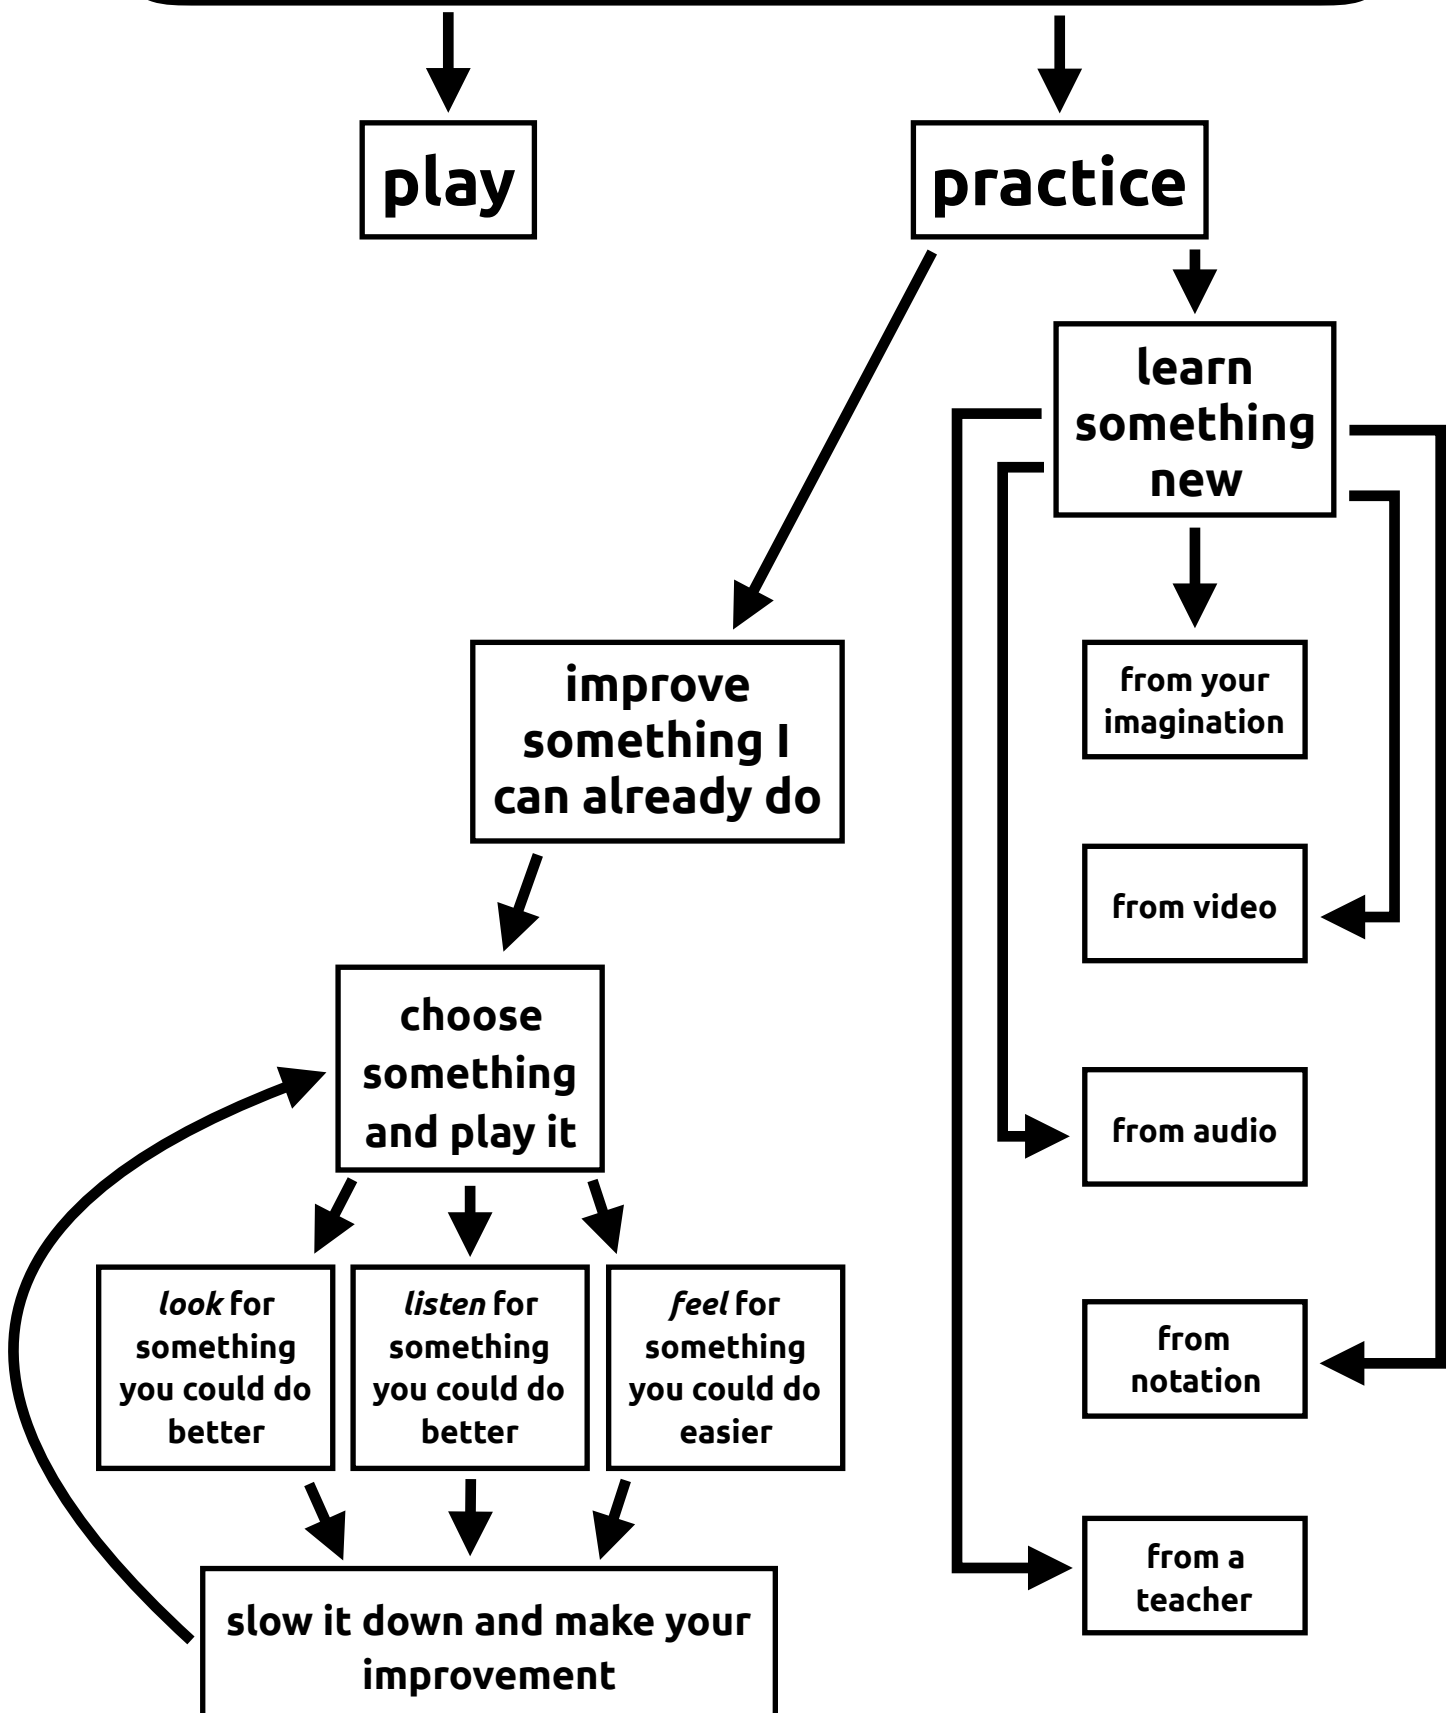 play
practice
learn
something
new
improve
something I
can already do
from your
imagination
from video
choose
something
and play it
from audio
look for
something
you could do
better
listen for
something
you could do
better
feel for
something
you could do
easier
from
notation
from a
teacher
slow it down and make your
improvement